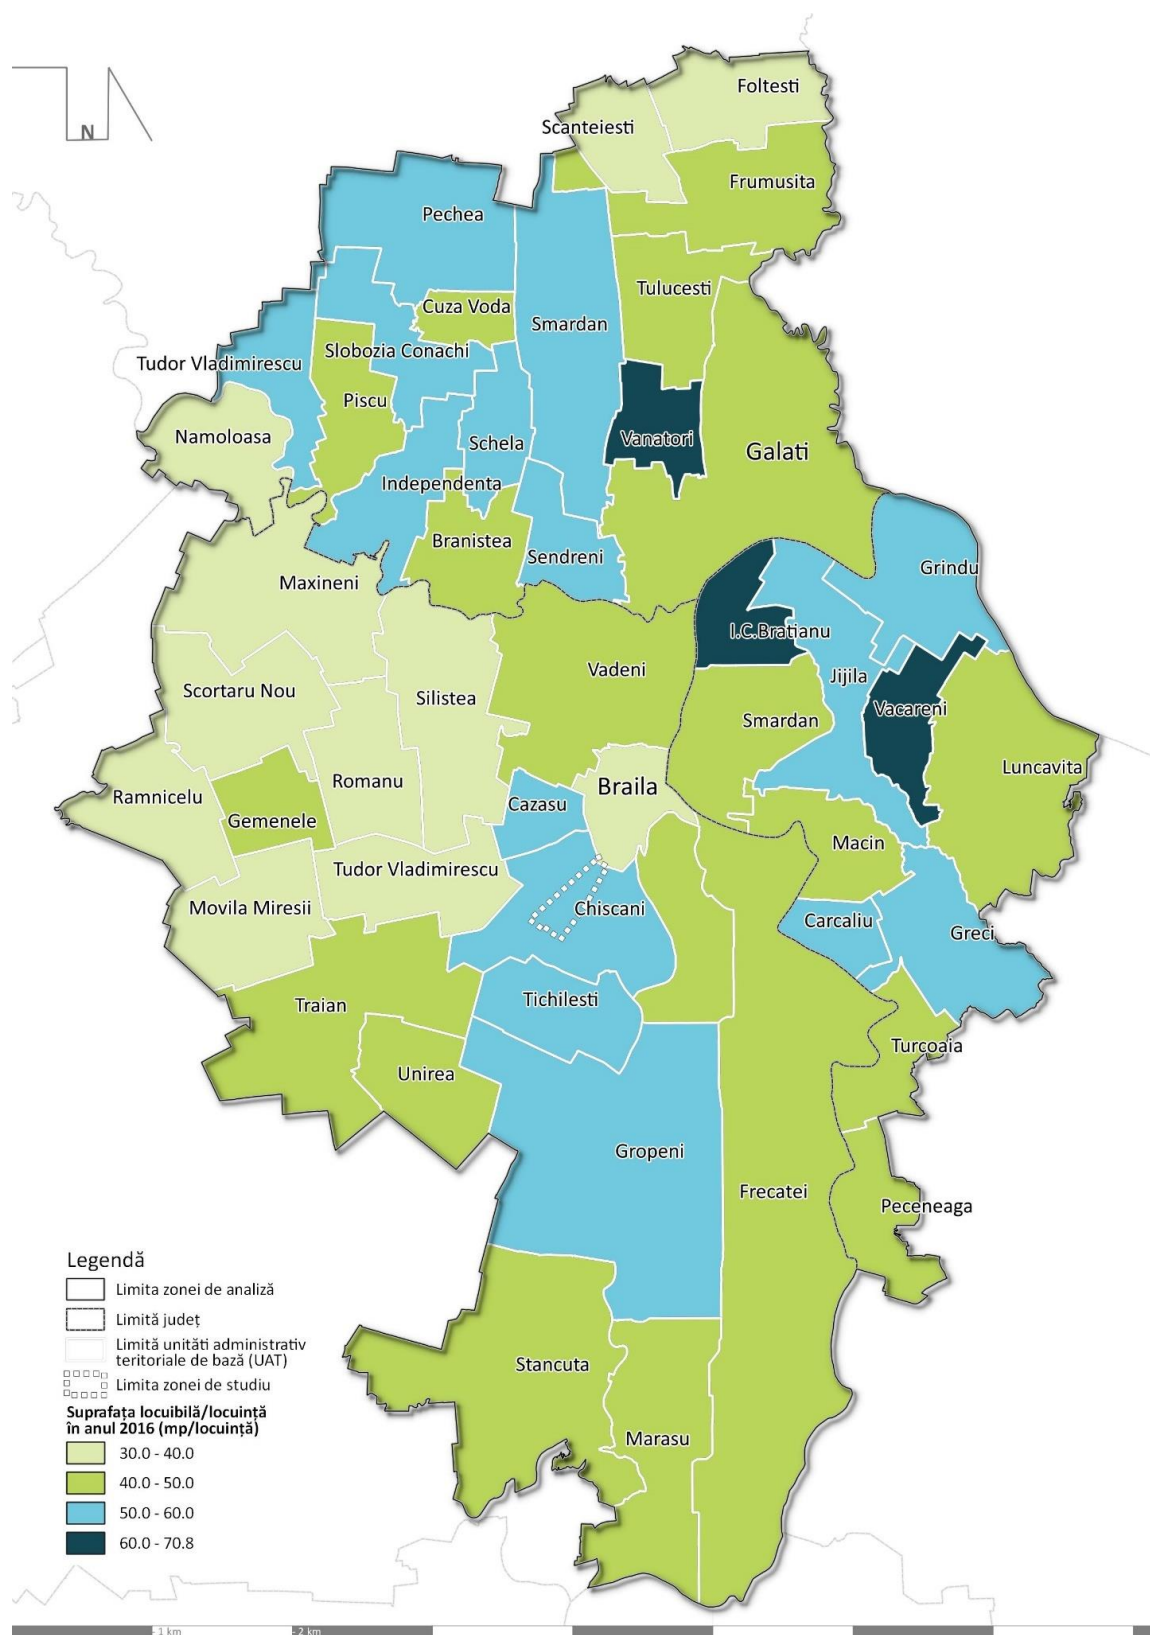 Foltesti
Scanteiesti
Frumusita
Pechea
Tulucesti
Cuza Voda
Smardan
Slobozia Conachi
Tudor Vladimirescu
Piscu
Namoloasa
Schela
Vanatori
Galati
Independenta
Branistea
Sendreni
Grindu
Maxineni
I.C.Bratianu
Vadeni
Jijila
Scortaru Nou
Silistea
Vacareni
Smardan
Luncavita
Romanu
Braila
Ramnicelu
Cazasu
Gemenele
Macin
Tudor Vladimirescu
Movila Miresii
Chiscani
Carcaliu
Greci
Traian
Tichilesti
Turcoaia
Unirea
Gropeni
Frecatei
Peceneaga
Stancuta
Marasu
N
Legendă
Limita zonei de analiză
Limită județ
Limită unități administrativ
teritoriale de bază (UAT)
Limita zonei de studiu
Suprafața locuibilă/locuință
în anul 2016 (mp/locuință)
30.0 - 40.0
40.0 - 50.0
50.0 - 60.0
60.0 - 70.8
1 km
2 km